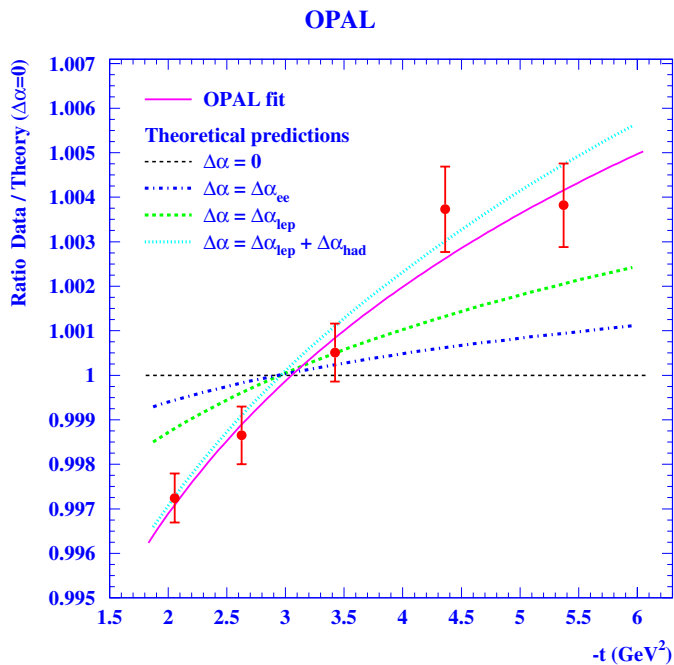 OPAL
Ratio Data / Theory (Δα=0)
1.007
1.006
1.005
1.004
1.003
1.002
1.001
1
0.999
0.998
0.997
0.996
0.995
OPAL fit
Theoretical predictions
Δα = 0
Δα = Δα_ee
Δα = Δα_lep
Δα = Δα_lep + Δα_had
1.5 2 2.5 3 3.5 4 4.5 5 5.5 6
-t (GeV²)